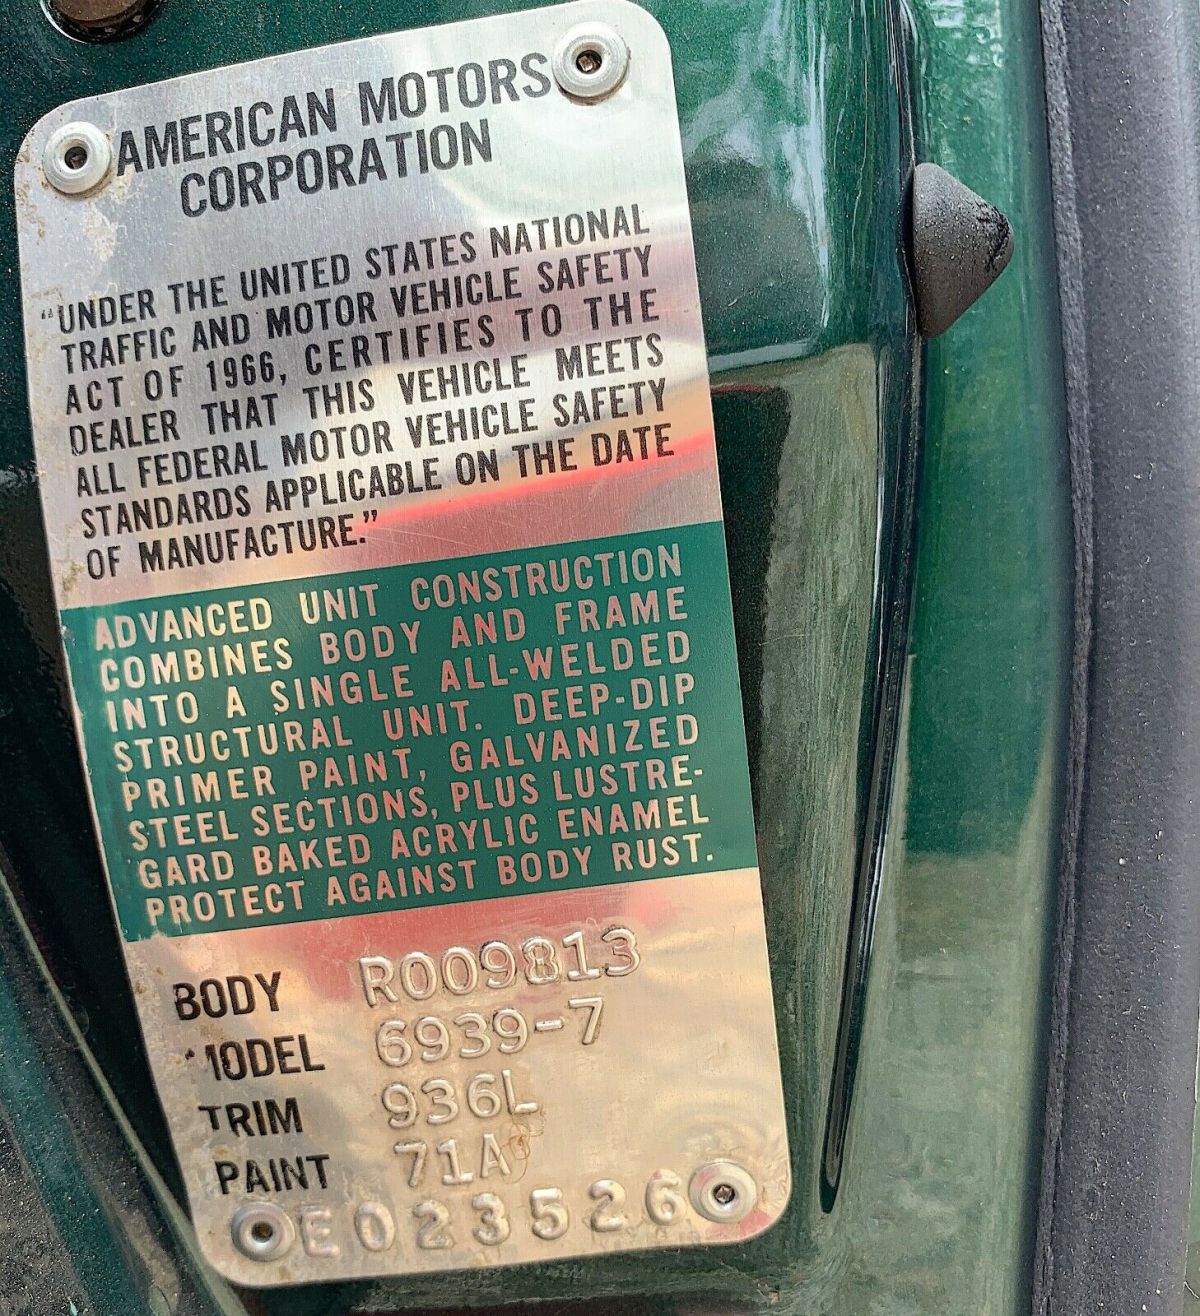 AMERICAN MOTORS
CORPORATION
“UNDER THE UNITED STATES NATIONAL
TRAFFIC AND MOTOR VEHICLE SAFETY
ACT OF 1966, CERTIFIES TO THE
DEALER THAT THIS VEHICLE MEETS
ALL FEDERAL MOTOR VEHICLE SAFETY
STANDARDS APPLICABLE ON THE DATE
OF MANUFACTURE.”
ADVANCED UNIT CONSTRUCTION
COMBINES BODY AND FRAME
INTO A SINGLE ALL-WELDED
STRUCTURAL UNIT. DEEP-DIP
PRIMER PAINT, GALVANIZED
STEEL SECTIONS, PLUS LUSTRE-
GARD BAKED ACRYLIC ENAMEL
PROTECT AGAINST BODY RUST.
BODY R009813
MODEL 6939-7
TRIM 936L
PAINT 71A
E023526